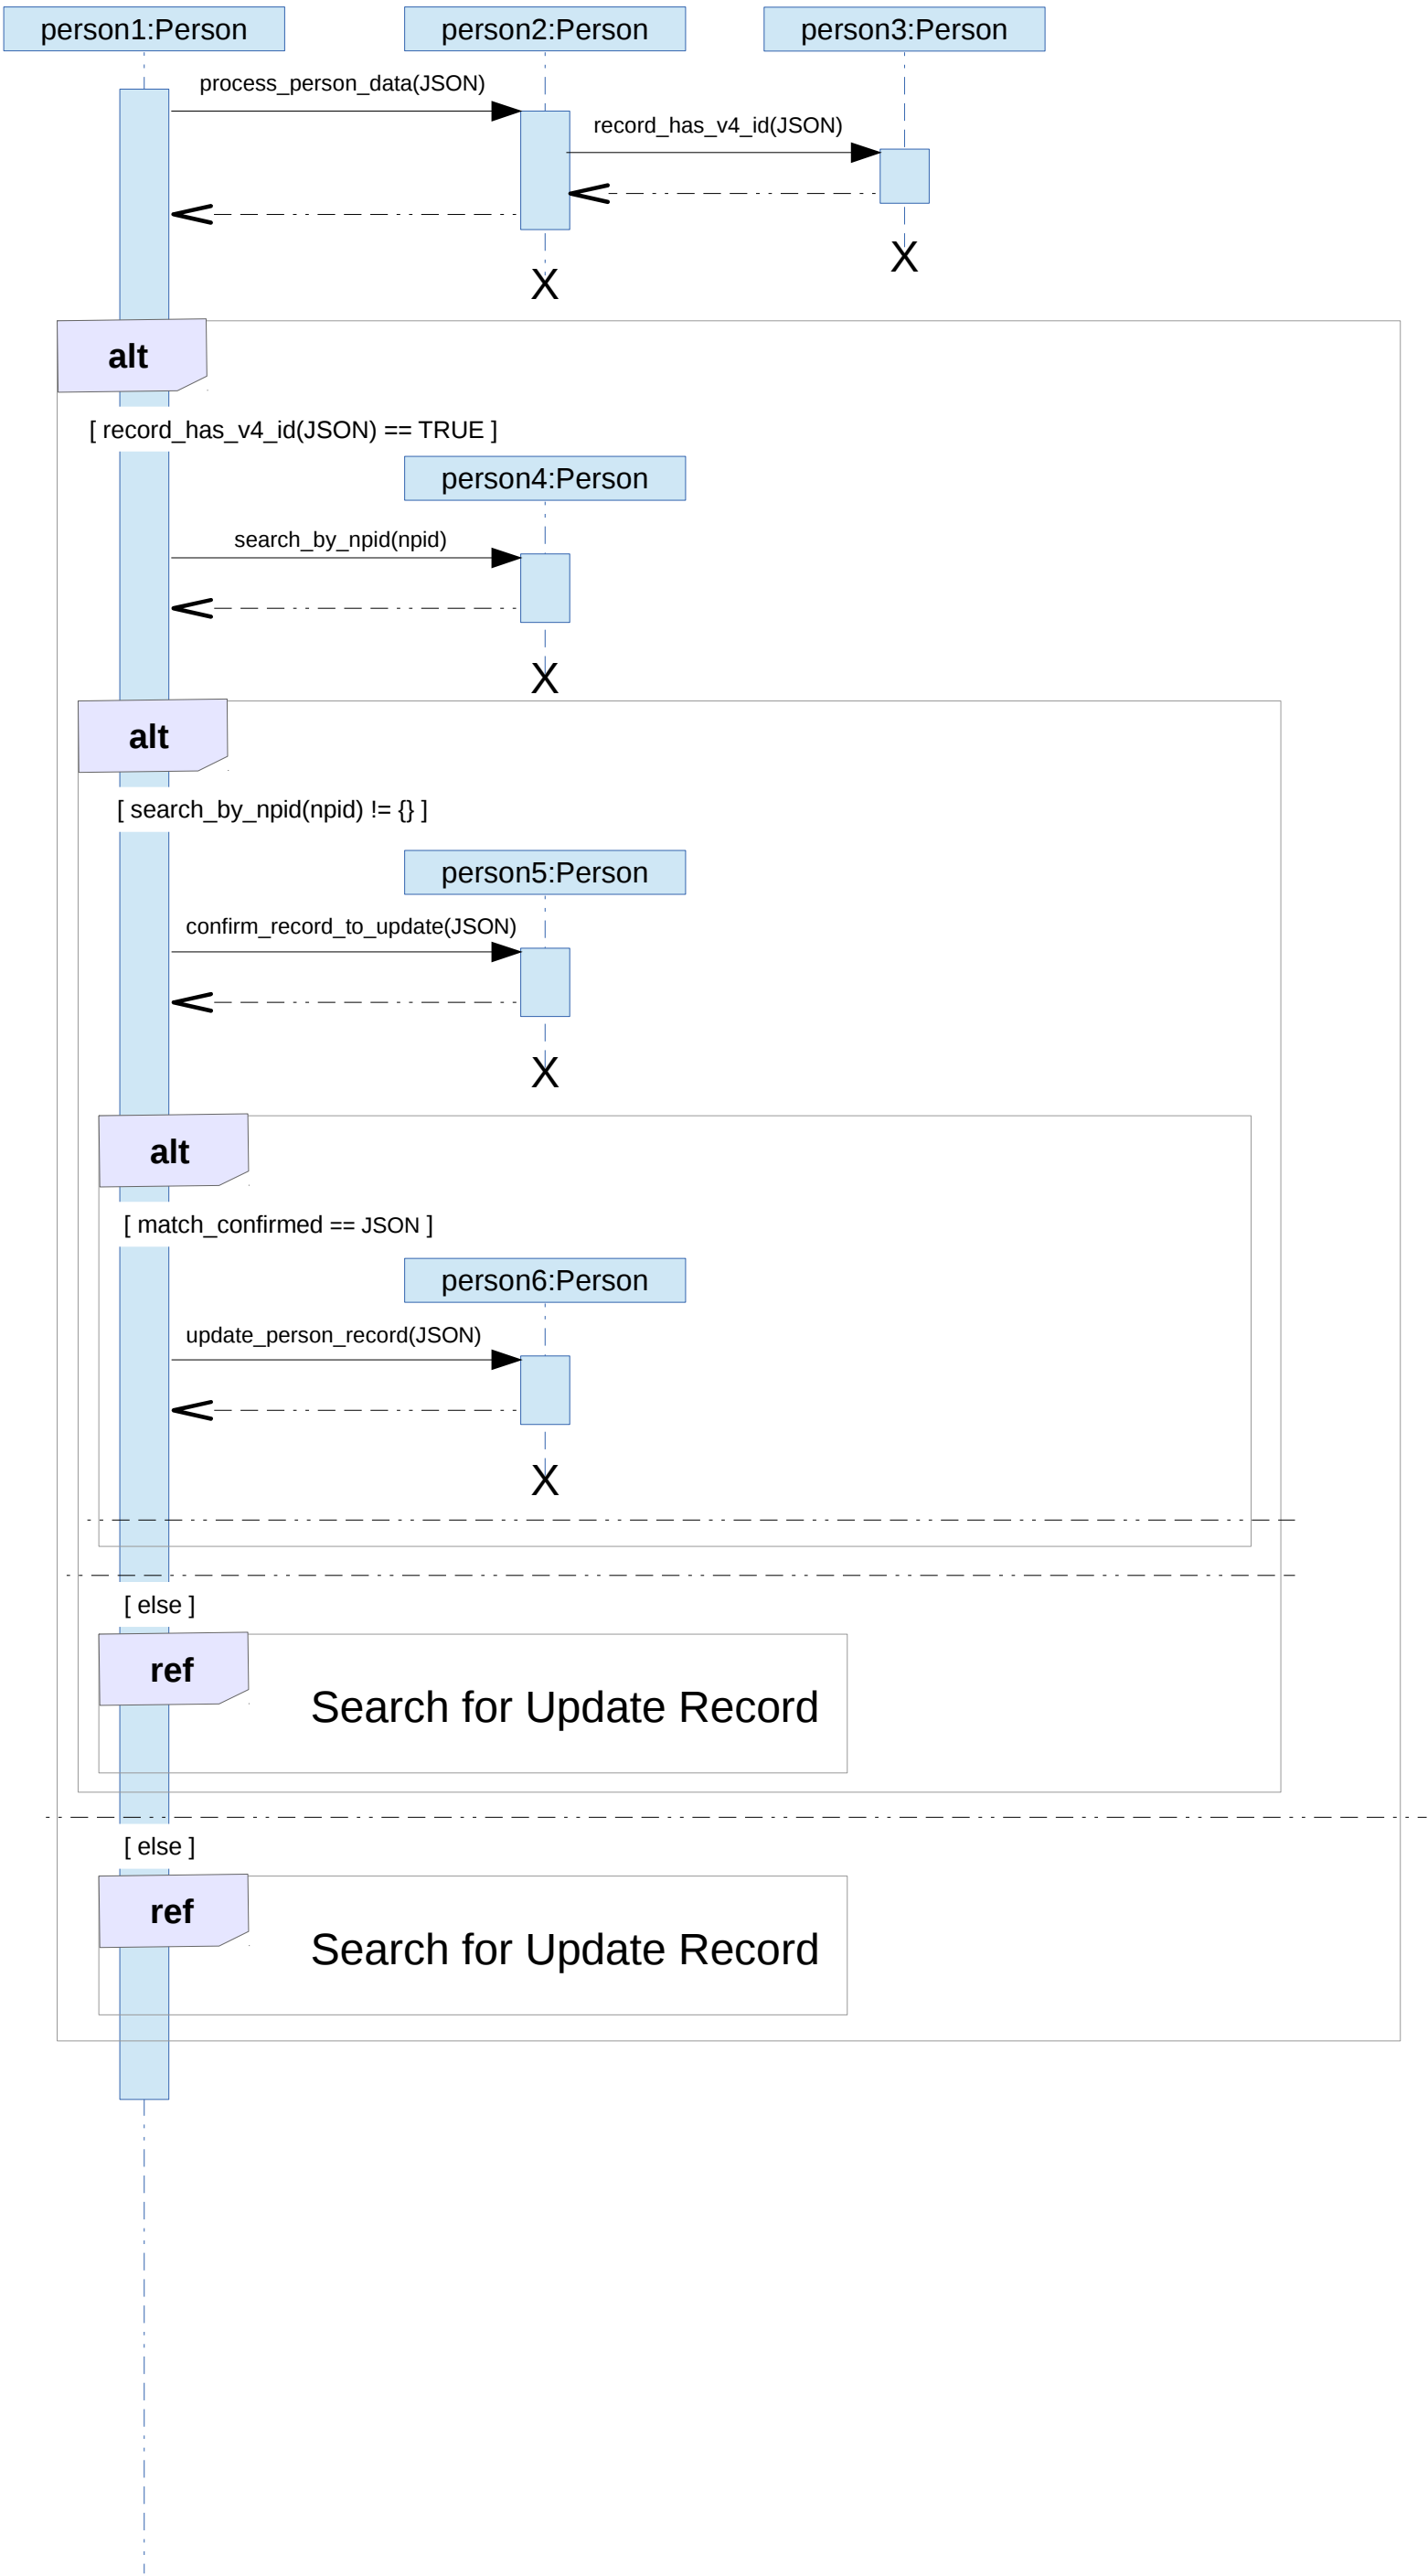 person1:Person
person2:Person
person3:Person
process_person_data(JSON)
record_has_v4_id(JSON)
X
X
alt
[ record_has_v4_id(JSON) == TRUE ]
person4:Person
search_by_npid(npid)
X
alt
[ search_by_npid(npid) != {} ]
person5:Person
confirm_record_to_update(JSON)
X
alt
[ match_confirmed == JSON ]
person6:Person
update_person_record(JSON)
X
[ else ]
ref
Search for Update Record
[ else ]
ref
Search for Update Record